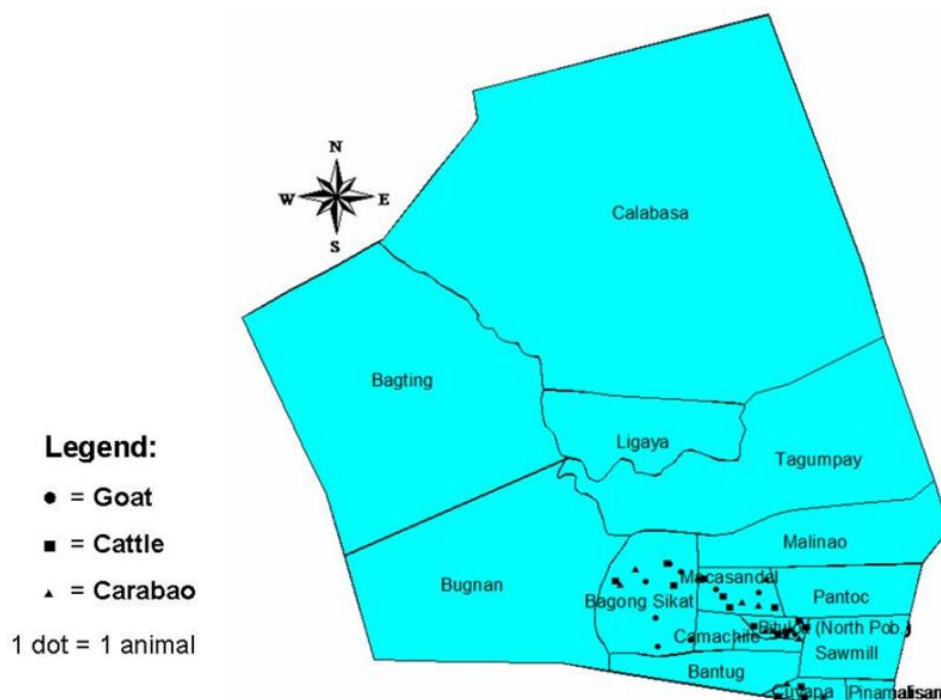 N
W E
S
Calabasa
Bagting
Ligaya
Tagumpay
Legend:
= Goat
= Cattle
= Carabao
1 dot = 1 animal
Malinao
Bugnan
Macasandal
Bagong Sikat
Pantoc
Camachile
(North Pob.)
Sawmill
Bantug
Cuyapa